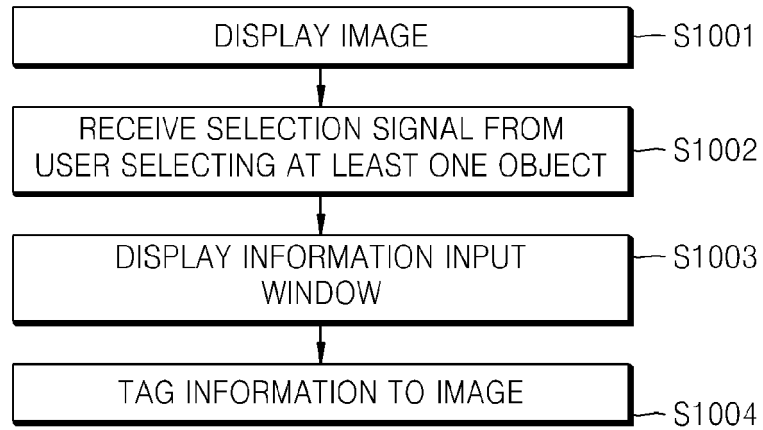 DISPLAY IMAGE
S1001
RECEIVE SELECTION SIGNAL FROM
USER SELECTING AT LEAST ONE OBJECT
S1002
DISPLAY INFORMATION INPUT
WINDOW
S1003
TAG INFORMATION TO IMAGE
S1004